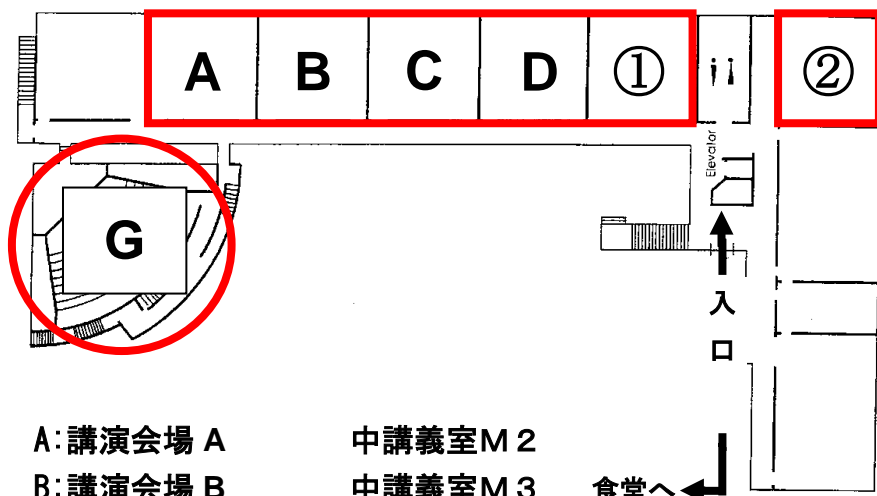 A B C D ① ②
Elevator
G
入
口
A:講演会場 A 中講義室M2
B:講演会場 B 中講義室M3 食堂へ